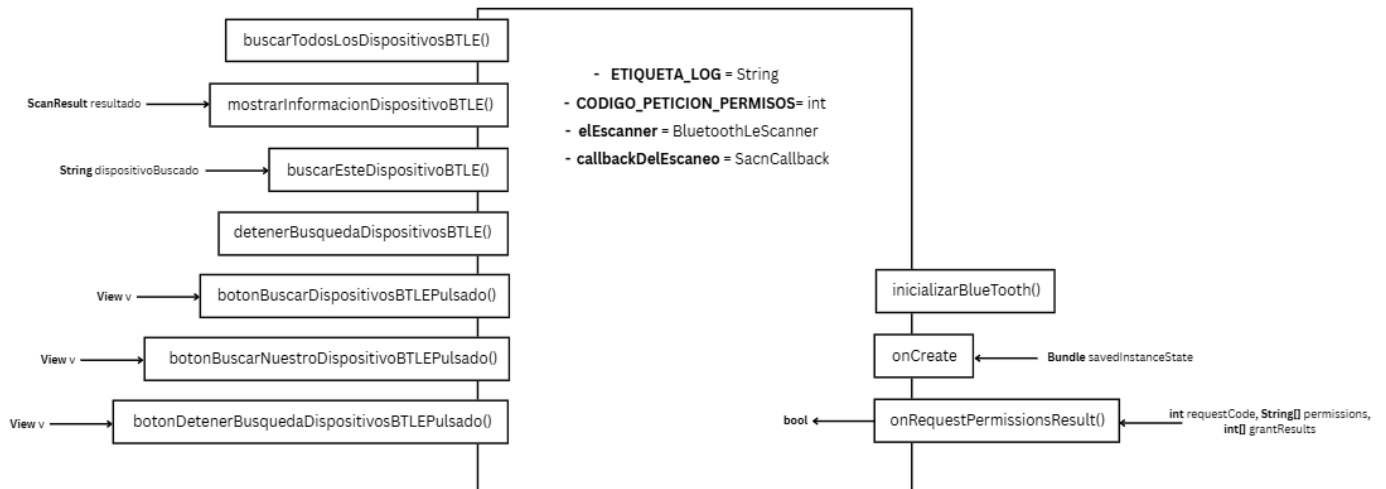 buscarTodosLosDispositivosBTLE()
ScanResult resultado
mostrarInformacionDispositivoBTLE()
String dispositivoBuscado
buscarEsteDispositivoBTLE()
detenerBusquedaDispositivosBTLE()
View v
botonBuscarDispositivosBTLEPulsado()
View v
botonBuscarNuestroDispositivoBTLEPulsado()
View v
botonDetenerBusquedaDispositivosBTLEPulsado()
- ETIQUETA_LOG = String
- CODIGO_PETICION_PERMISOS= int
- elEscanner = BluetoothLeScanner
- callbackDelEscaneo = SacnCallback
inicializarBlueTooth()
onCreate
Bundle savedInstanceState
bool
onRequestPermissionsResult()
int requestCode, String[] permissions,
int[] grantResults